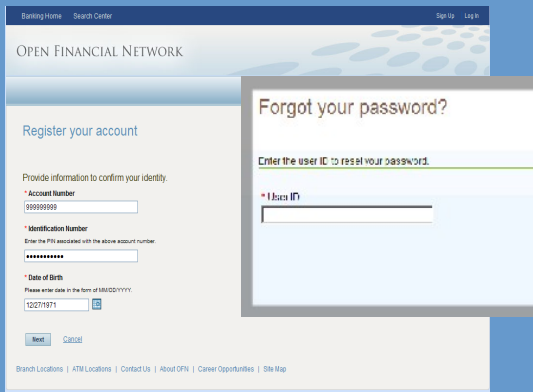 Banking Home Search Center Sign Up Log In
OPEN FINANCIAL NETWORK
Register your account
Provide information to confirm your identity.
* Account Number
999999999
* Identification Number
Enter the PIN associated with the above account number.
•••••••••••
* Date of Birth
Please enter date in the form of MM/DD/YYYY.
12/27/1971
Next Cancel
Branch Locations | ATM Locations | Contact Us | About OFN | Career Opportunities | Site Map
Forgot your password?
Enter the user ID to reset your password.
* User ID